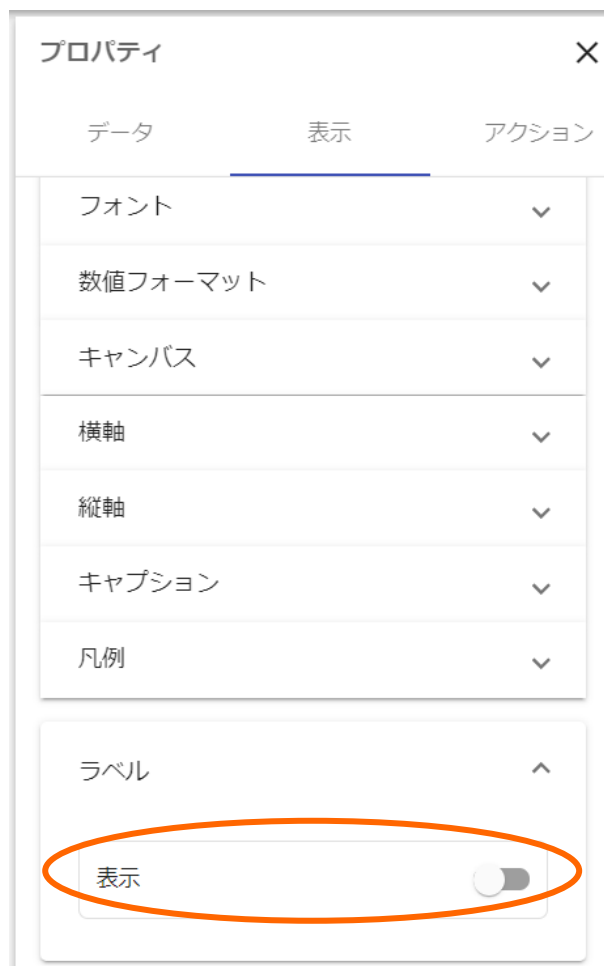 プロパティ
データ 表示 アクション
フォント
数値フォーマット
キャンバス
横軸
縦軸
キャプション
凡例
ラベル
表示